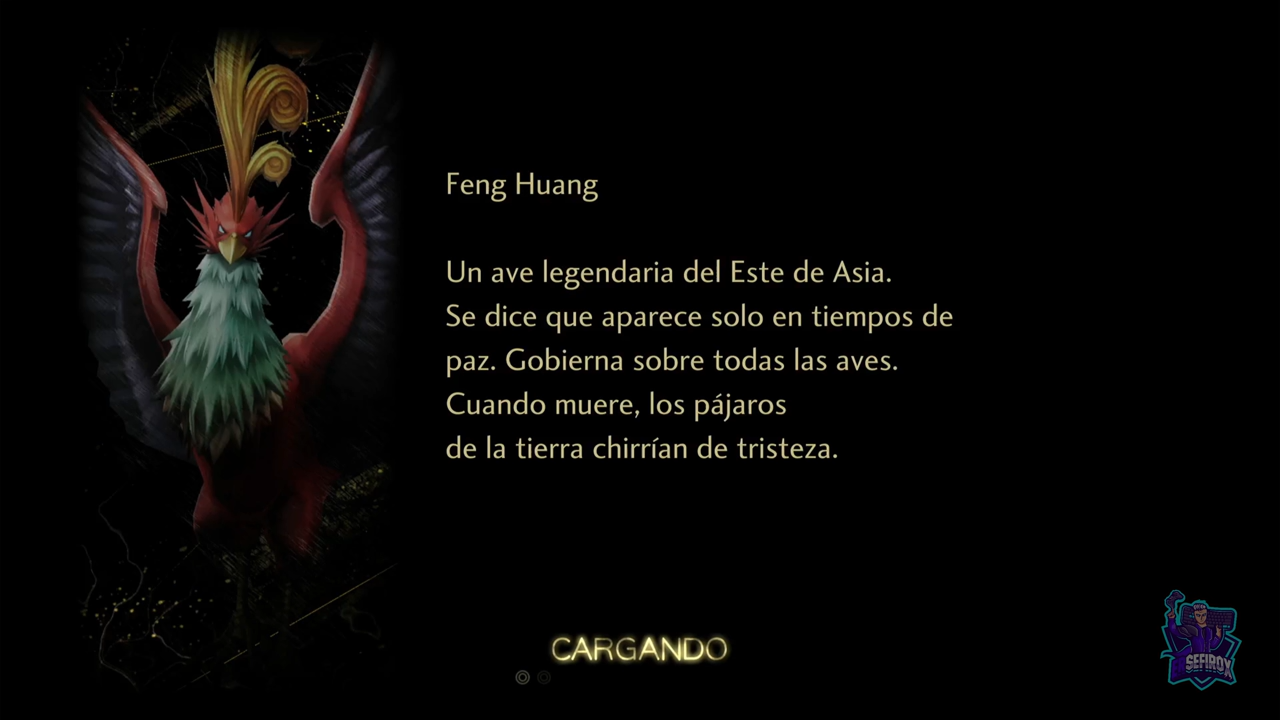 Feng Huang
Un ave legendaria del Este de Asia.
Se dice que aparece solo en tiempos de
paz. Gobierna sobre todas las aves.
Cuando muere, los pájaros
de la tierra chirrían de tristeza.
CARGANDO
SEFIROX